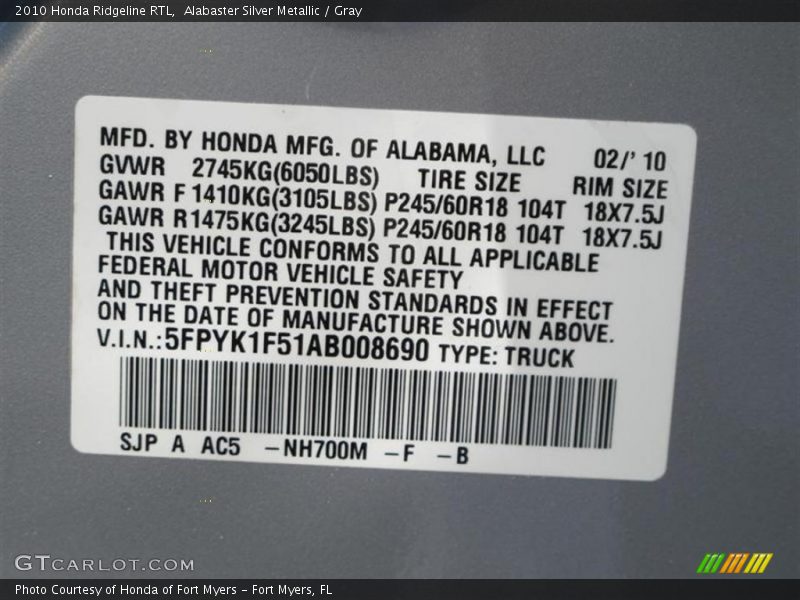 2010 Honda Ridgeline RTL,  Alabaster Silver Metallic / Gray
MFD. BY HONDA MFG. OF ALABAMA, LLC 02/' 10
GVWR 2745KG(6050LBS) TIRE SIZE RIM SIZE
GAWR F 1410KG(3105LBS) P245/60R18 104T 18X7.5J
GAWR R1475KG(3245LBS) P245/60R18 104T 18X7.5J
THIS VEHICLE CONFORMS TO ALL APPLICABLE
FEDERAL MOTOR VEHICLE SAFETY
AND THEFT PREVENTION STANDARDS IN EFFECT
ON THE DATE OF MANUFACTURE SHOWN ABOVE.
V.I.N.:5FPYK1F51AB008690 TYPE: TRUCK
SJP A AC5 -NH700M -F -B
GTCARLOT.COM
Photo Courtesy of Honda of Fort Myers - Fort Myers, FL